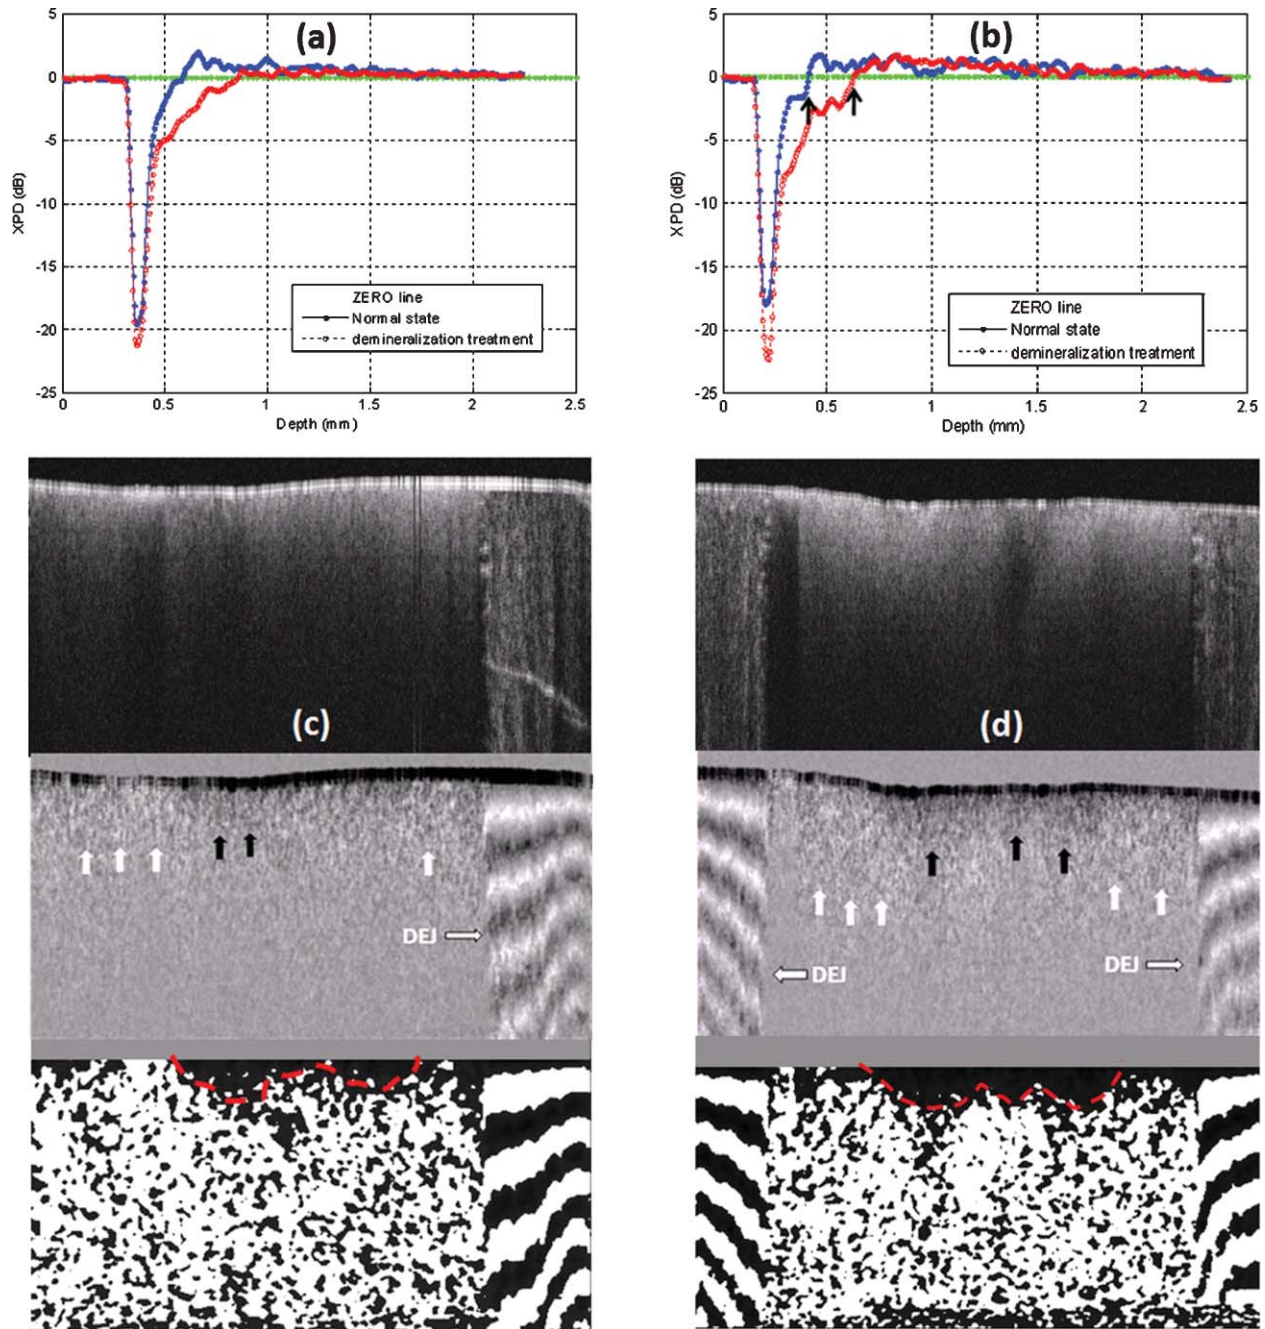 (a)
5
0
-5
-10
-15
-20
-25
XPD (dB)
ZERO line
Normal state
demineralization treatment
0 0.5 1 1.5 2 2.5
Depth (mm)
(b)
5
0
-5
-10
-15
-20
-25
XPD (dB)
ZERO line
Normal state
demineralization treatment
0 0.5 1 1.5 2 2.5
Depth (mm)
(c)
(d)
DEJ
DEJ
DEJ